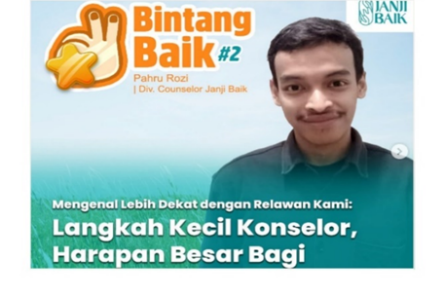 Bintang
Baik #2
Pahru Rozi
| Div. Counselor Janji Baik
JANJI
BAIK
Mengenal Lebih Dekat dengan Relawan Kami:
Langkah Kecil Konselor,
Harapan Besar Bagi